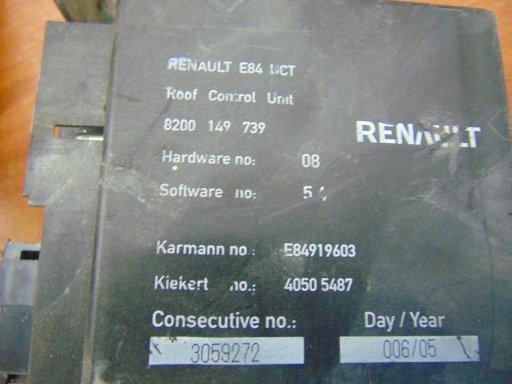 RENAULT E84 UCT
Roof Control Unit
8200 149 739
RENAULT
Hardware no: 08
Software no:
Karmann no: E84919603
Kiekert no.: 4050 5487
Consecutive no.: Day / Year
3059272 006/05